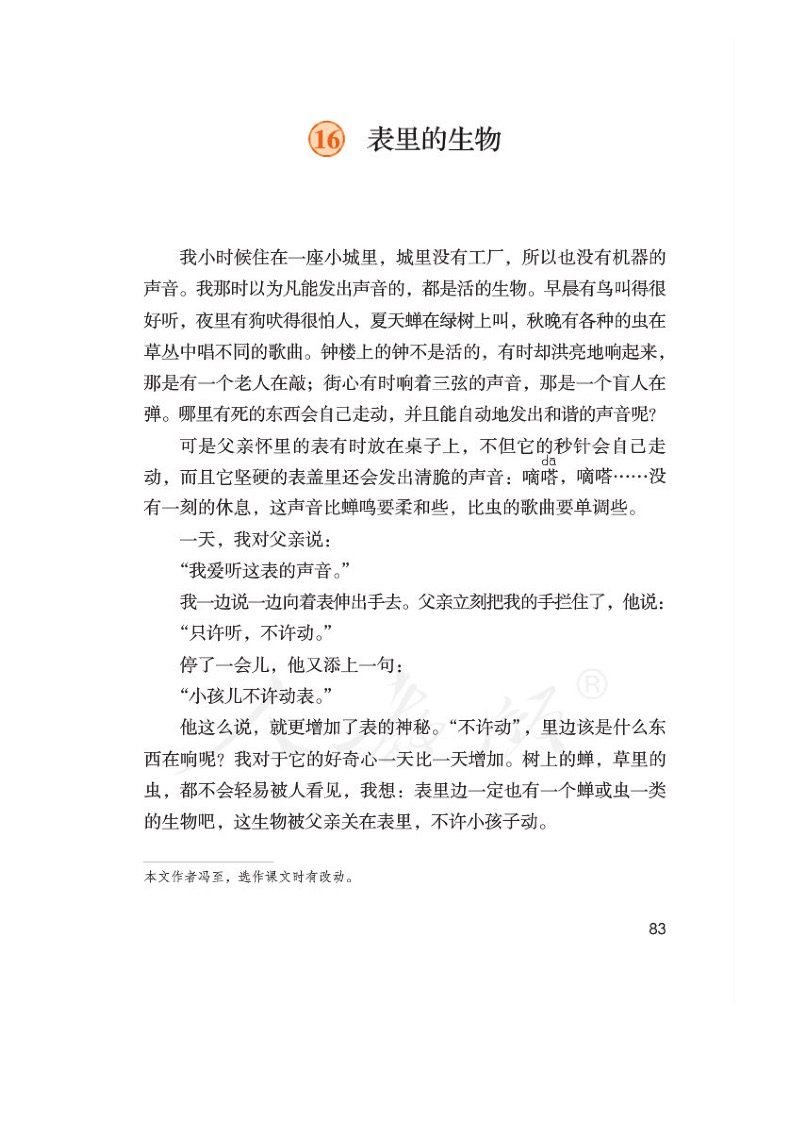 16 表里的生物
我小时候住在一座小城里，城里没有工厂，所以也没有机器的
声音。我那时以为凡能发出声音的，都是活的生物。早晨有鸟叫得很
好听，夜里有狗吠得很怕人，夏天蝉在绿树上叫，秋晚有各种的虫在
草丛中唱不同的歌曲。钟楼上的钟不是活的，有时却洪亮地响起来，
那是有一个老人在敲；街心有时响着三弦的声音，那是一个盲人在
弹。哪里有死的东西会自己走动，并且能自动地发出和谐的声音呢？
可是父亲怀里的表有时放在桌子上，不但它的秒针会自己走
dā
动，而且它坚硬的表盖里还会发出清脆的声音：嘀嗒，嘀嗒……没
有一刻的休息，这声音比蝉鸣要柔和些，比虫的歌曲要单调些。
一天，我对父亲说：
“我爱听这表的声音。”
我一边说一边向着表伸出手去。父亲立刻把我的手拦住了，他说：
“只许听，不许动。”
停了一会儿，他又添上一句：
“小孩儿不许动表。”
他这么说，就更增加了表的神秘。“不许动”，里边该是什么东
西在响呢？我对于它的好奇心一天比一天增加。树上的蝉，草里的
虫，都不会轻易被人看见，我想：表里边一定也有一个蝉或虫一类
的生物吧，这生物被父亲关在表里，不许小孩子动。
本文作者冯至，选作课文时有改动。
83
人教领®